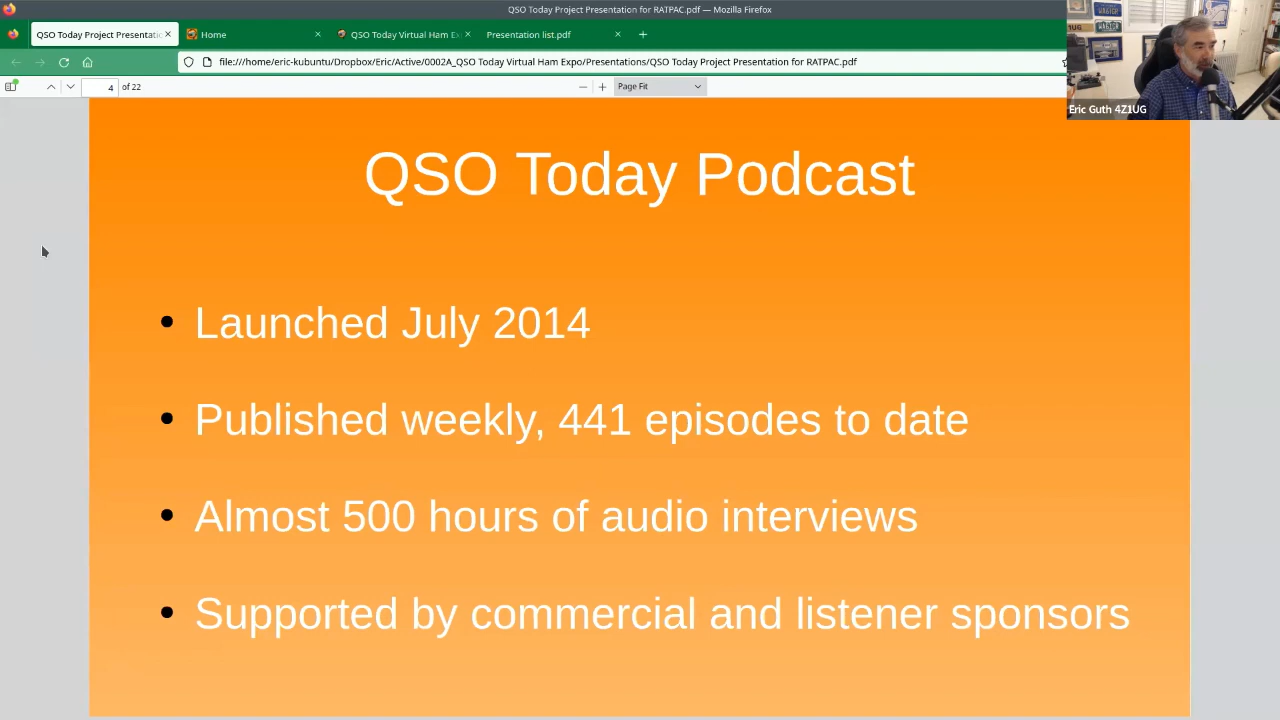 QSO Today Project Presentation for RATPAC.pdf — Mozilla Firefox
QSO Today Project Presentatic
Home
QSO Today Virtual Ham Ex
Presentation list.pdf
file:///home/eric-kubuntu/Dropbox/Eric/Active/0002A_QSO Today Virtual Ham Expo/Presentations/QSO Today Project Presentation for RATPAC.pdf
4 of 22
Page Fit
Eric Guth 4Z1UG
QSO Today Podcast
• Launched July 2014
• Published weekly, 441 episodes to date
• Almost 500 hours of audio interviews
• Supported by commercial and listener sponsors